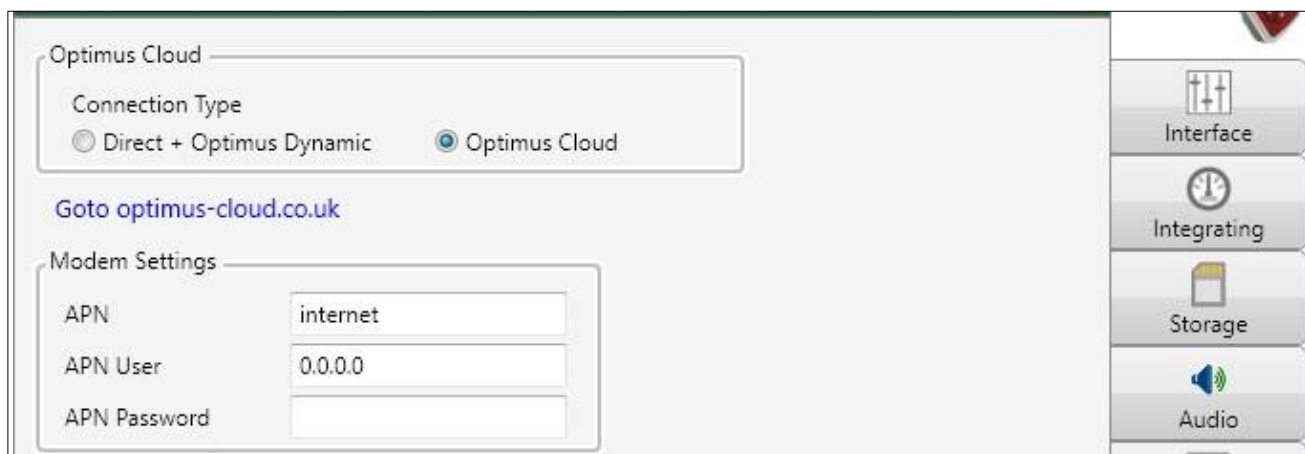 Optimus Cloud
Connection Type
Direct + Optimus Dynamic Optimus Cloud
Goto optimus-cloud.co.uk
Modem Settings
APN internet
APN User 0.0.0.0
APN Password
Interface
Integrating
Storage
Audio